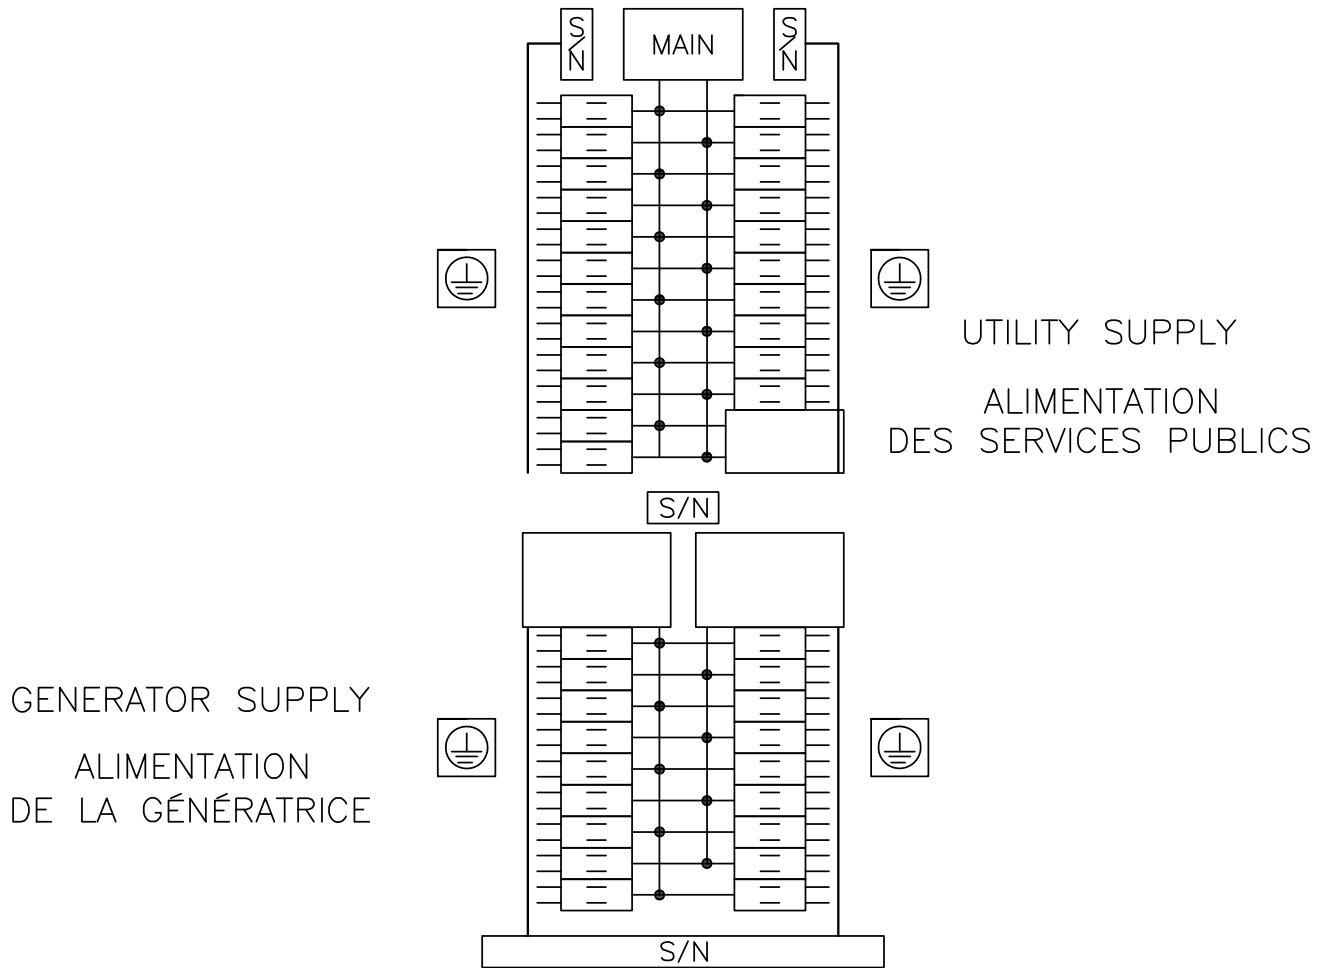 S/N
MAIN
S/N
UTILITY SUPPLY
ALIMENTATION
DES SERVICES PUBLICS
S/N
GENERATOR SUPPLY
ALIMENTATION
DE LA GÉNÉRATRICE
S/N